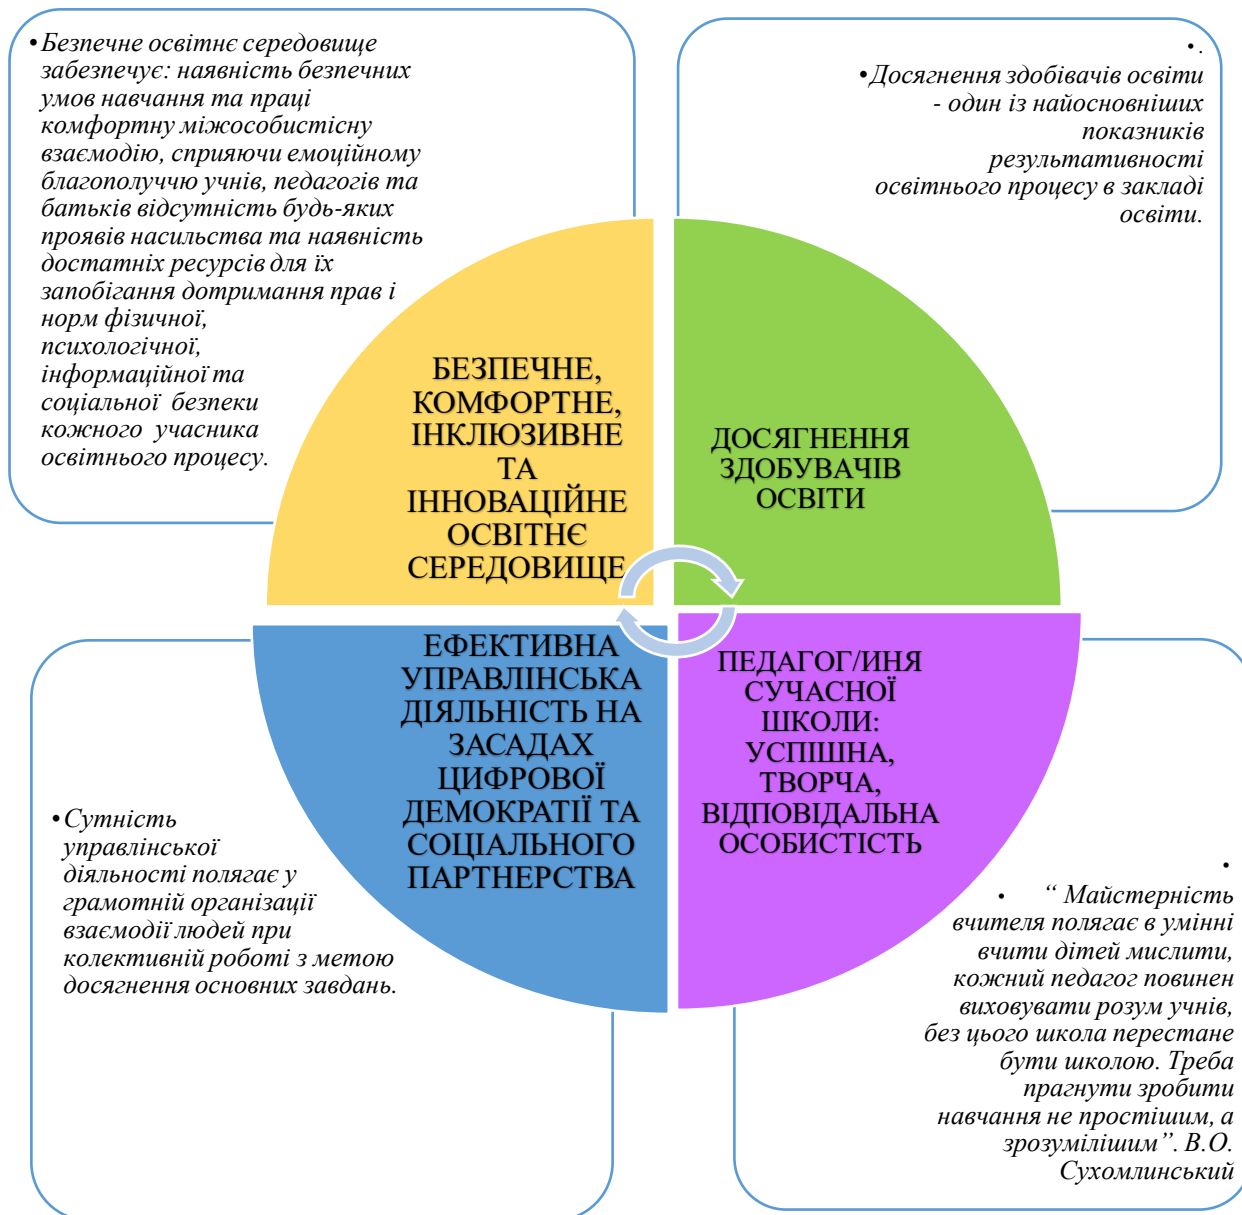 •Безпечне освітнє середовище
забезпечує: наявність безпечних
умов навчання та праці
комфортну міжособистісну
взаємодію, сприяючи емоційному
благополуччю учнів, педагогів та
батьків відсутність будь-яких
проявів насильства та наявність
достатніх ресурсів для їх
запобігання дотримання прав і
норм фізичної,
психологічної,
інформаційної та
соціальної безпеки
кожного учасника
освітнього процесу.
•.
•Досягнення здобівачів освіти
- один із найосновніших
показників
результативності
освітнього процесу в закладі
освіти.
БЕЗПЕЧНЕ,
КОМФОРТНЕ,
ІНКЛЮЗИВНЕ
ТА
ІННОВАЦІЙНЕ
ОСВІТНЄ
СЕРЕДОВИЩЕ
ДОСЯГНЕННЯ
ЗДОБУВАЧІВ
ОСВІТИ
ЕФЕКТИВНА
УПРАВЛІНСЬКА
ДІЯЛЬНІСТЬ НА
ЗАСАДАХ
ЦИФРОВОЇ
ДЕМОКРАТІЇ ТА
СОЦІАЛЬНОГО
ПАРТНЕРСТВА
ПЕДАГОГ/ИНЯ
СУЧАСНОЇ
ШКОЛИ:
УСПІШНА,
ТВОРЧА,
ВІДПОВІДАЛЬНА
ОСОБИСТІСТЬ
•Сутність
управлінської
діяльності полягає у
грамотній організації
взаємодії людей при
колективній роботі з метою
досягнення основних завдань.
•
• “ Майстерність
вчителя полягає в умінні
вчити дітей мислити,
кожний педагог повинен
виховувати розум учнів,
без цього школа перестане
бути школою. Треба
прагнути зробити
навчання не простішим, а
зрозумілішим”. В.О.
Сухомлинський